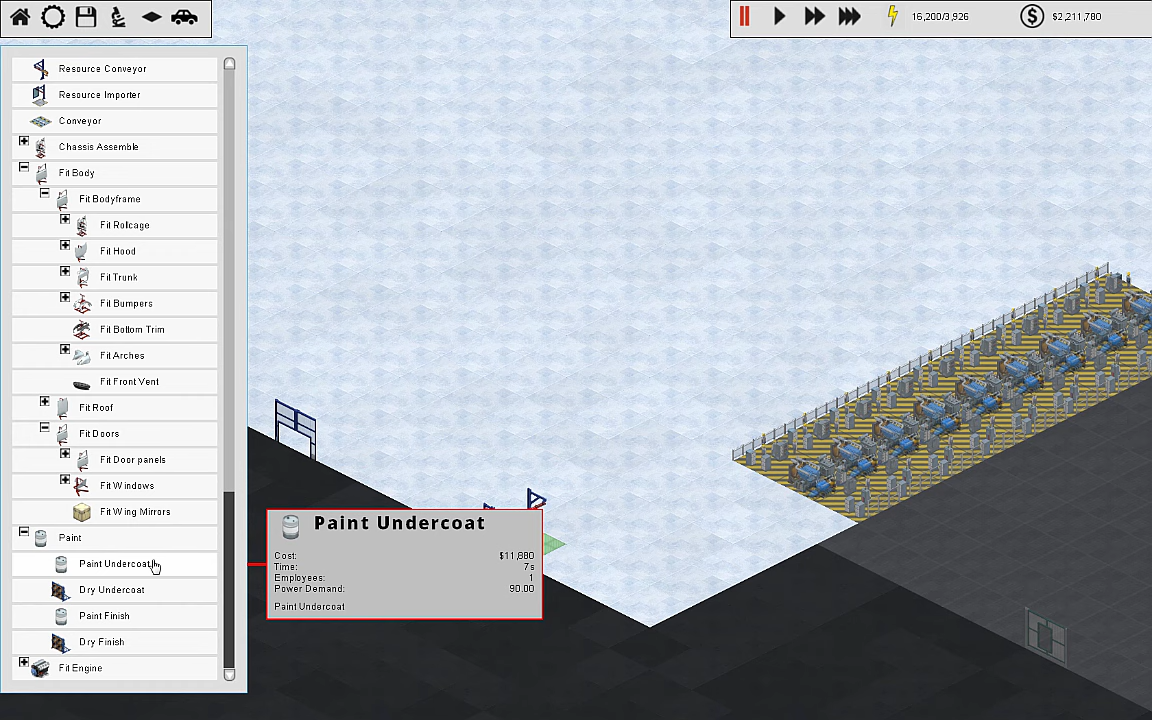 16,200/3,926
$2,211,780
Resource Conveyor
Resource Importer
Conveyor
Chassis Assemble
Fit Body
Fit Bodyframe
Fit Rollcage
Fit Hood
Fit Trunk
Fit Bumpers
Fit Bottom Trim
Fit Arches
Fit Front Vent
Fit Roof
Fit Doors
Fit Door panels
Fit Windows
Fit Wing Mirrors
Paint
Paint Undercoat
Dry Undercoat
Paint Finish
Dry Finish
Fit Engine
Paint Undercoat
Cost: $11,880
Time: 7s
Employees: 1
Power Demand: 90.00
Paint Undercoat